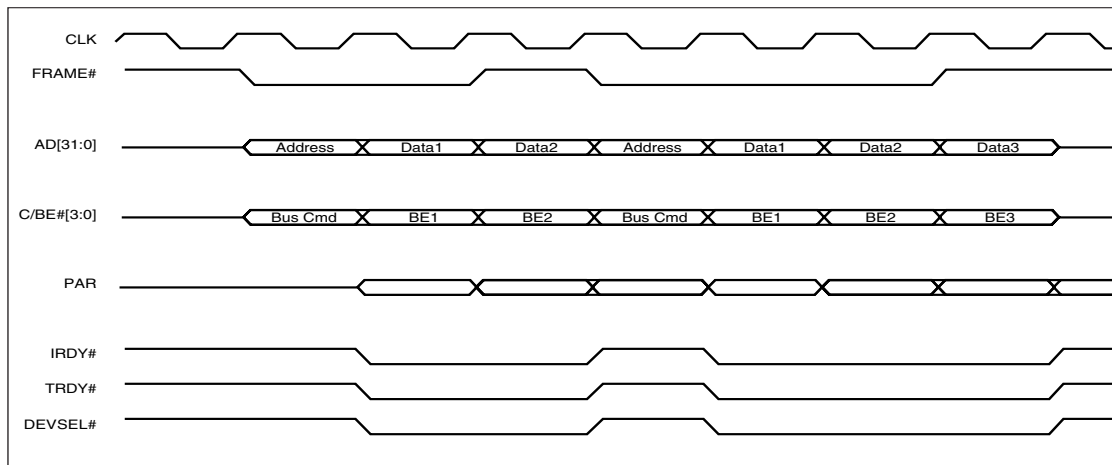 CLK
FRAME#
AD[31:0] Address Data1 Data2 Address Data1 Data2 Data3
C/BE#[3:0] Bus Cmd BE1 BE2 Bus Cmd BE1 BE2 BE3
PAR
IRDY#
TRDY#
DEVSEL#